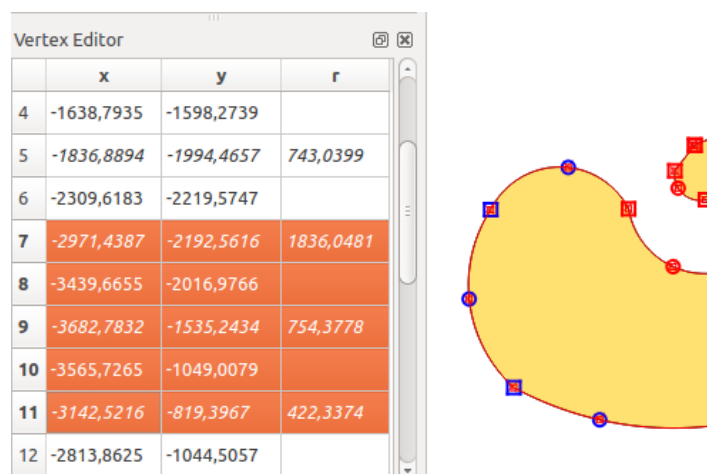 Vertex Editor
x y r
4 -1638,7935 -1598,2739
5 -1836,8894 -1994,4657 743,0399
6 -2309,6183 -2219,5747
7 -2971,4387 -2192,5616 1836,0481
8 -3439,6655 -2016,9766
9 -3682,7832 -1535,2434 754,3778
10 -3565,7265 -1049,0079
11 -3142,5216 -819,3967 422,3374
12 -2813,8625 -1044,5057